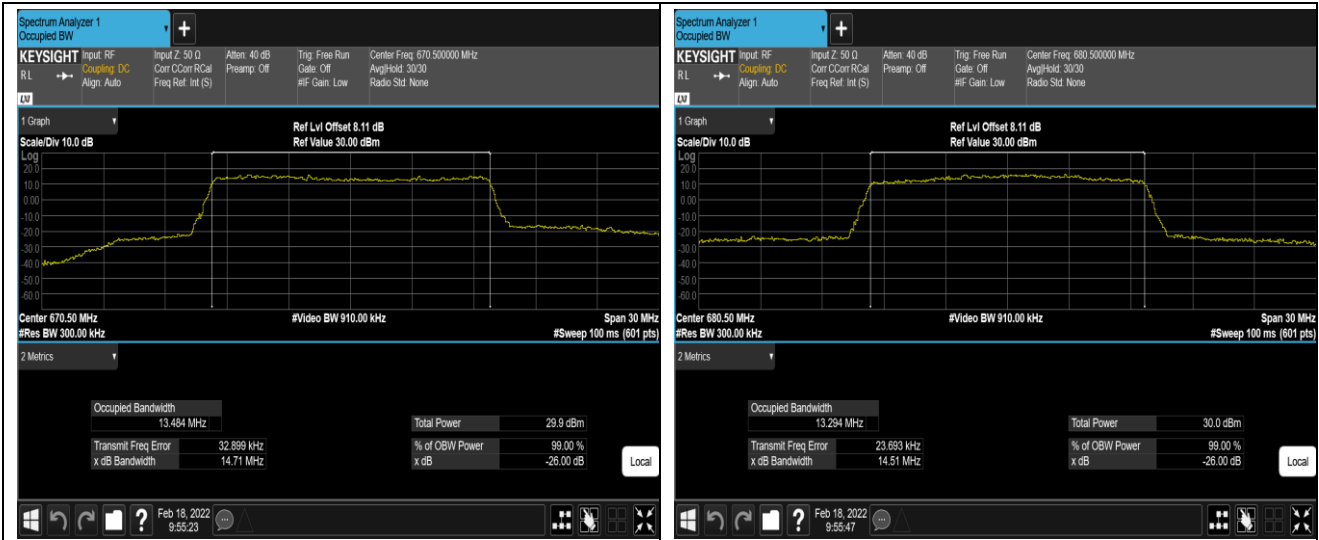 Spectrum Analyzer 1
Occupied BW
+
KEYSIGHT
RL
LXI
Input: RF
Coupling: DC
Align: Auto
Input Z: 50 Ω
Corr CCorr RCal
Freq Ref: Int (S)
Atten: 40 dB
Preamp: Off
Trig: Free Run
Gate: Off
#IF Gain: Low
Center Freq: 670.500000 MHz
Avg|Hold: 30/30
Radio Std: None
1 Graph
Scale/Div 10.0 dB
Ref Lvl Offset 8.11 dB
Ref Value 30.00 dBm
Log
20.0
10.0
0.00
-10.0
-20.0
-30.0
-40.0
-50.0
-60.0
Center 670.50 MHz
#Video BW 910.00 kHz
Span 30 MHz
#Res BW 300.00 kHz
#Sweep 100 ms (601 pts)
2 Metrics
Occupied Bandwidth
13.484 MHz
Total Power 29.9 dBm
Transmit Freq Error 32.899 kHz
% of OBW Power 99.00 %
x dB Bandwidth 14.71 MHz
x dB -26.00 dB
Local
?
Feb 18, 2022
9:55:23
Spectrum Analyzer 1
Occupied BW
+
KEYSIGHT
RL
LXI
Input: RF
Coupling: DC
Align: Auto
Input Z: 50 Ω
Corr CCorr RCal
Freq Ref: Int (S)
Atten: 40 dB
Preamp: Off
Trig: Free Run
Gate: Off
#IF Gain: Low
Center Freq: 680.500000 MHz
Avg|Hold: 30/30
Radio Std: None
1 Graph
Scale/Div 10.0 dB
Ref Lvl Offset 8.11 dB
Ref Value 30.00 dBm
Log
20.0
10.0
0.00
-10.0
-20.0
-30.0
-40.0
-50.0
-60.0
Center 680.50 MHz
#Video BW 910.00 kHz
Span 30 MHz
#Res BW 300.00 kHz
#Sweep 100 ms (601 pts)
2 Metrics
Occupied Bandwidth
13.294 MHz
Total Power 30.0 dBm
Transmit Freq Error 23.693 kHz
% of OBW Power 99.00 %
x dB Bandwidth 14.51 MHz
x dB -26.00 dB
Local
?
Feb 18, 2022
9:55:47